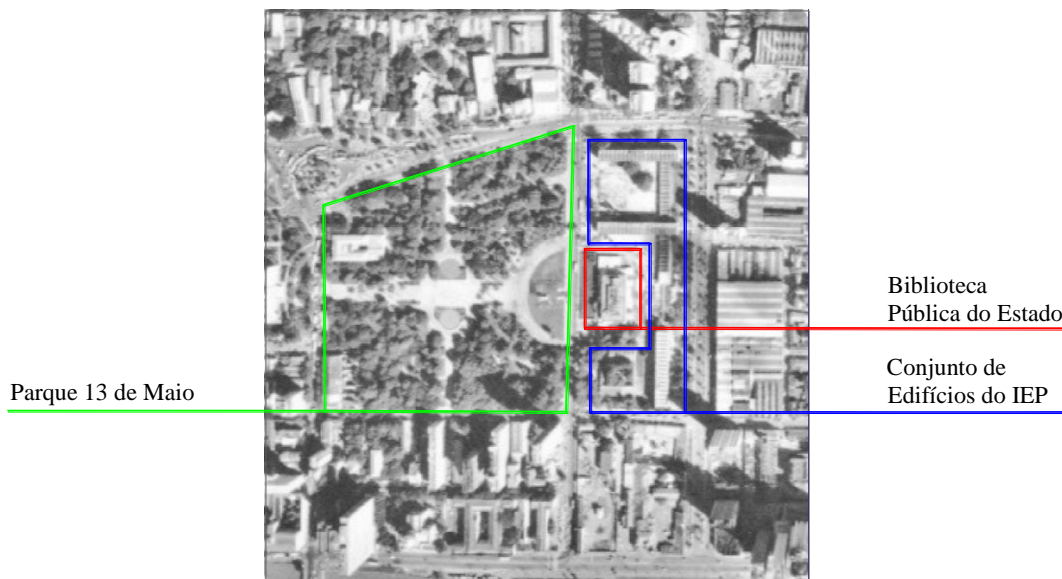 Biblioteca
Pública do Estado
Conjunto de
Edifícios do IEP
Parque 13 de Maio